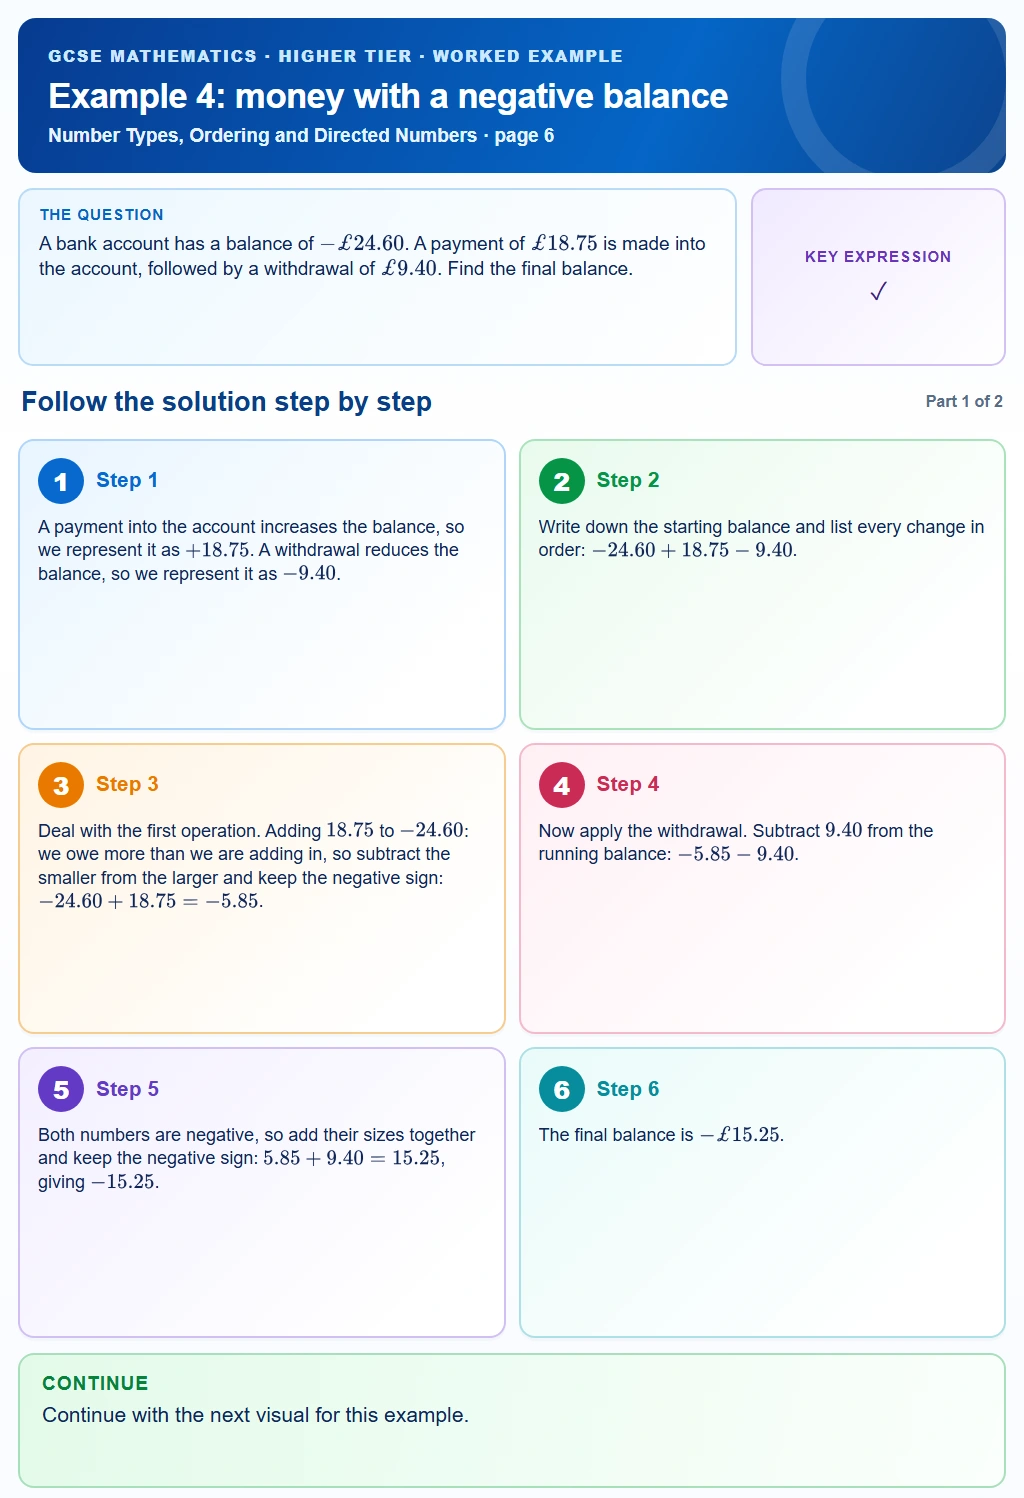 GCSE MATHEMATICS · HIGHER TIER · WORKED EXAMPLE
Example 4: money with a negative balance
Number Types, Ordering and Directed Numbers · page 6
THE QUESTION
A bank account has a balance of −£24.60. A payment of £18.75 is made into
the account, followed by a withdrawal of £9.40. Find the final balance.
KEY EXPRESSION
✓
Follow the solution step by step
Part 1 of 2
1 Step 1
A payment into the account increases the balance, so
we represent it as +18.75. A withdrawal reduces the
balance, so we represent it as −9.40.
2 Step 2
Write down the starting balance and list every change in
order: −24.60 + 18.75 − 9.40.
3 Step 3
Deal with the first operation. Adding 18.75 to −24.60:
we owe more than we are adding in, so subtract the
smaller from the larger and keep the negative sign:
−24.60 + 18.75 = −5.85.
4 Step 4
Now apply the withdrawal. Subtract 9.40 from the
running balance: −5.85 − 9.40.
5 Step 5
Both numbers are negative, so add their sizes together
and keep the negative sign: 5.85 + 9.40 = 15.25,
giving −15.25.
6 Step 6
The final balance is −£15.25.
CONTINUE
Continue with the next visual for this example.